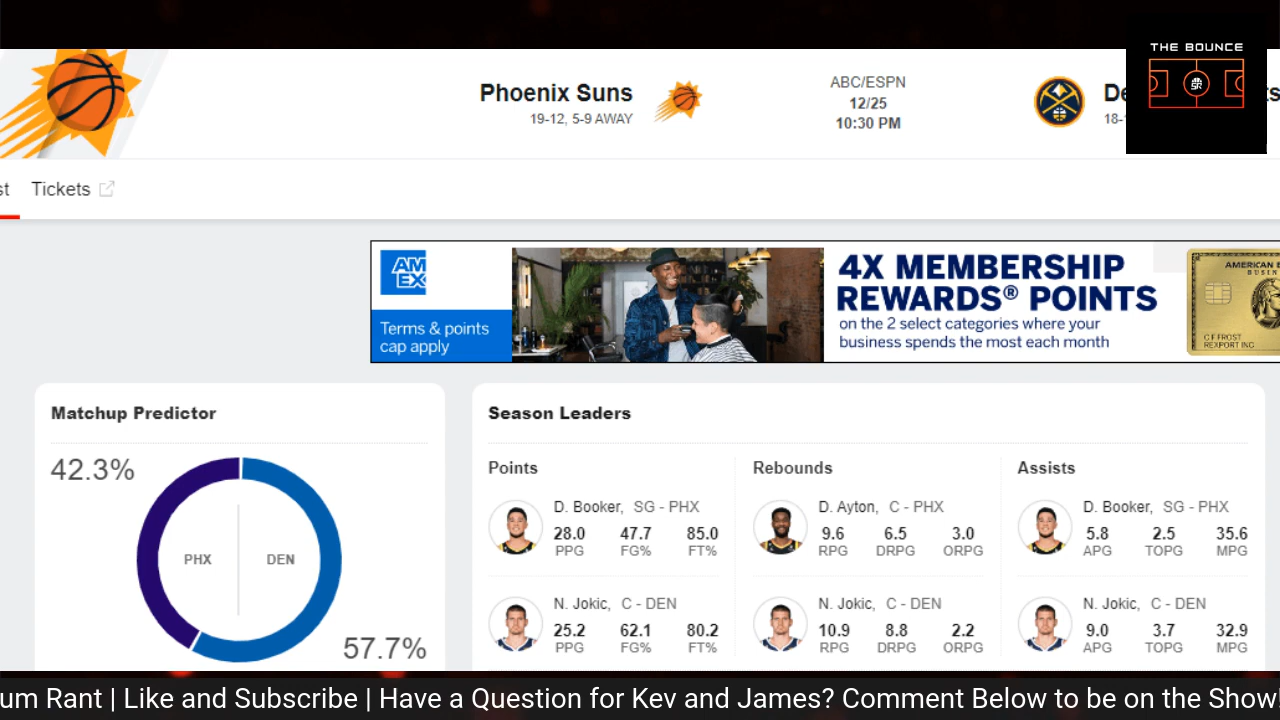 THE BOUNCE
SR
Phoenix Suns
19-12, 5-9 AWAY
ABC/ESPN
12/25
10:30 PM
Tickets
AM
EX
Terms & points
cap apply
4X MEMBERSHIP
REWARDS® POINTS
on the 2 select categories where your
business spends the most each month
AMERICAN
C F FROST
REXPORT INC
Matchup Predictor
42.3%
PHX DEN
57.7%
Season Leaders
Points
D. Booker, SG - PHX
28.0 47.7 85.0
PPG FG% FT%
N. Jokic, C - DEN
25.2 62.1 80.2
PPG FG% FT%
Rebounds
D. Ayton, C - PHX
9.6 6.5 3.0
RPG DRPG ORPG
N. Jokic, C - DEN
10.9 8.8 2.2
RPG DRPG ORPG
Assists
D. Booker, SG - PHX
5.8 2.5 35.6
APG TOPG MPG
N. Jokic, C - DEN
9.0 3.7 32.9
APG TOPG MPG
um Rant | Like and Subscribe | Have a Question for Kev and James? Comment Below to be on the Show!